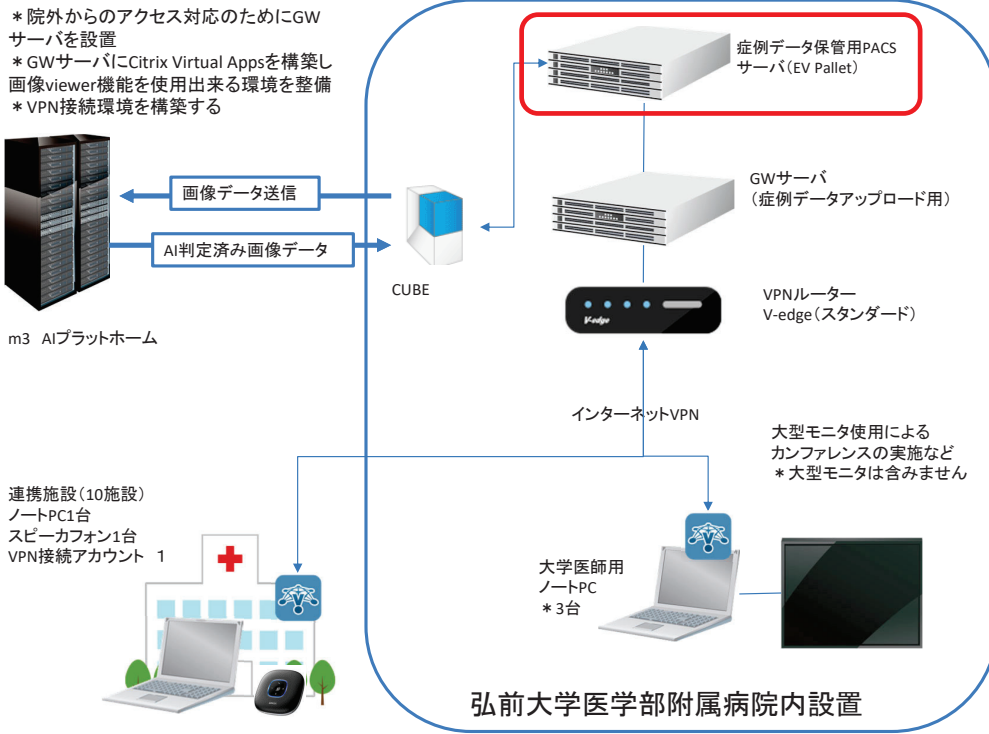 ＊院外からのアクセス対応のためにGW
サーバを設置
＊GWサーバにCitrix Virtual Appsを構築し
画像viewer機能を使用出来る環境を整備
＊VPN接続環境を構築する
症例データ保管用PACS
サーバ(EV Pallet)
画像データ送信
AI判定済み画像データ
CUBE
GWサーバ
（症例データアップロード用）
m3 AIプラットホーム
V-edge
VPNルーター
V-edge（スタンダード）
インターネットVPN
大型モニタ使用による
カンファレンスの実施など
＊大型モニタは含みません
連携施設（10施設）
ノートPC1台
スピーカフォン1台
VPN接続アカウント 1
大学医師用
ノートPC
＊3台
弘前大学医学部附属病院内設置